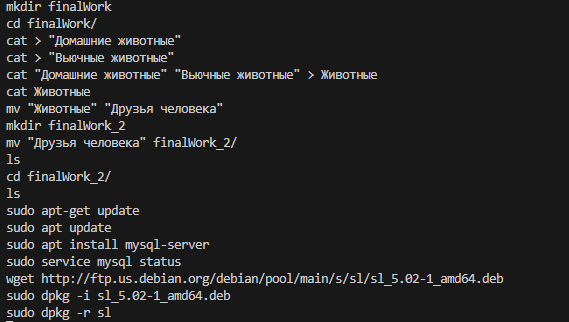 mkdir finalWork
cd finalWork/
cat > "Домашние животные"
cat > "Вьючные животные"
cat "Домашние животные" "Вьючные животные" > Животные
cat Животные
mv "Животные" "Друзья человека"
mkdir finalWork_2
mv "Друзья человека" finalWork_2/
ls
cd finalWork_2/
ls
sudo apt-get update
sudo apt update
sudo apt install mysql-server
sudo service mysql status
wget http://ftp.us.debian.org/debian/pool/main/s/sl/sl_5.02-1_amd64.deb
sudo dpkg -i sl_5.02-1_amd64.deb
sudo dpkg -r sl